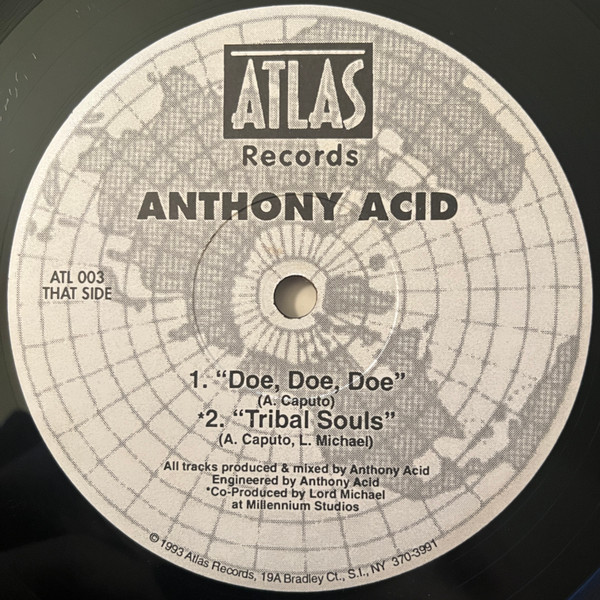 ATLAS
Records
ANTHONY ACID
ATL 003
THAT SIDE
1. “Doe, Doe, Doe”
(A. Caputo)
*2. “Tribal Souls”
(A. Caputo, L. Michael)
All tracks produced & mixed by Anthony Acid
Engineered by Anthony Acid
*Co-Produced by Lord Michael
at Millennium Studios
© 1993 Atlas Records, 19A Bradley Ct., S.I., NY 370-3991